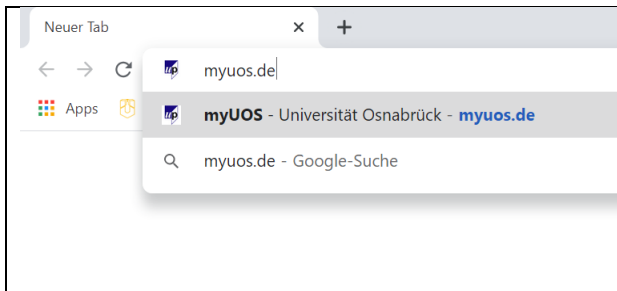 Neuer Tab
myuos.de
Apps
myUOS - Universität Osnabrück - myuos.de
myuos.de - Google-Suche